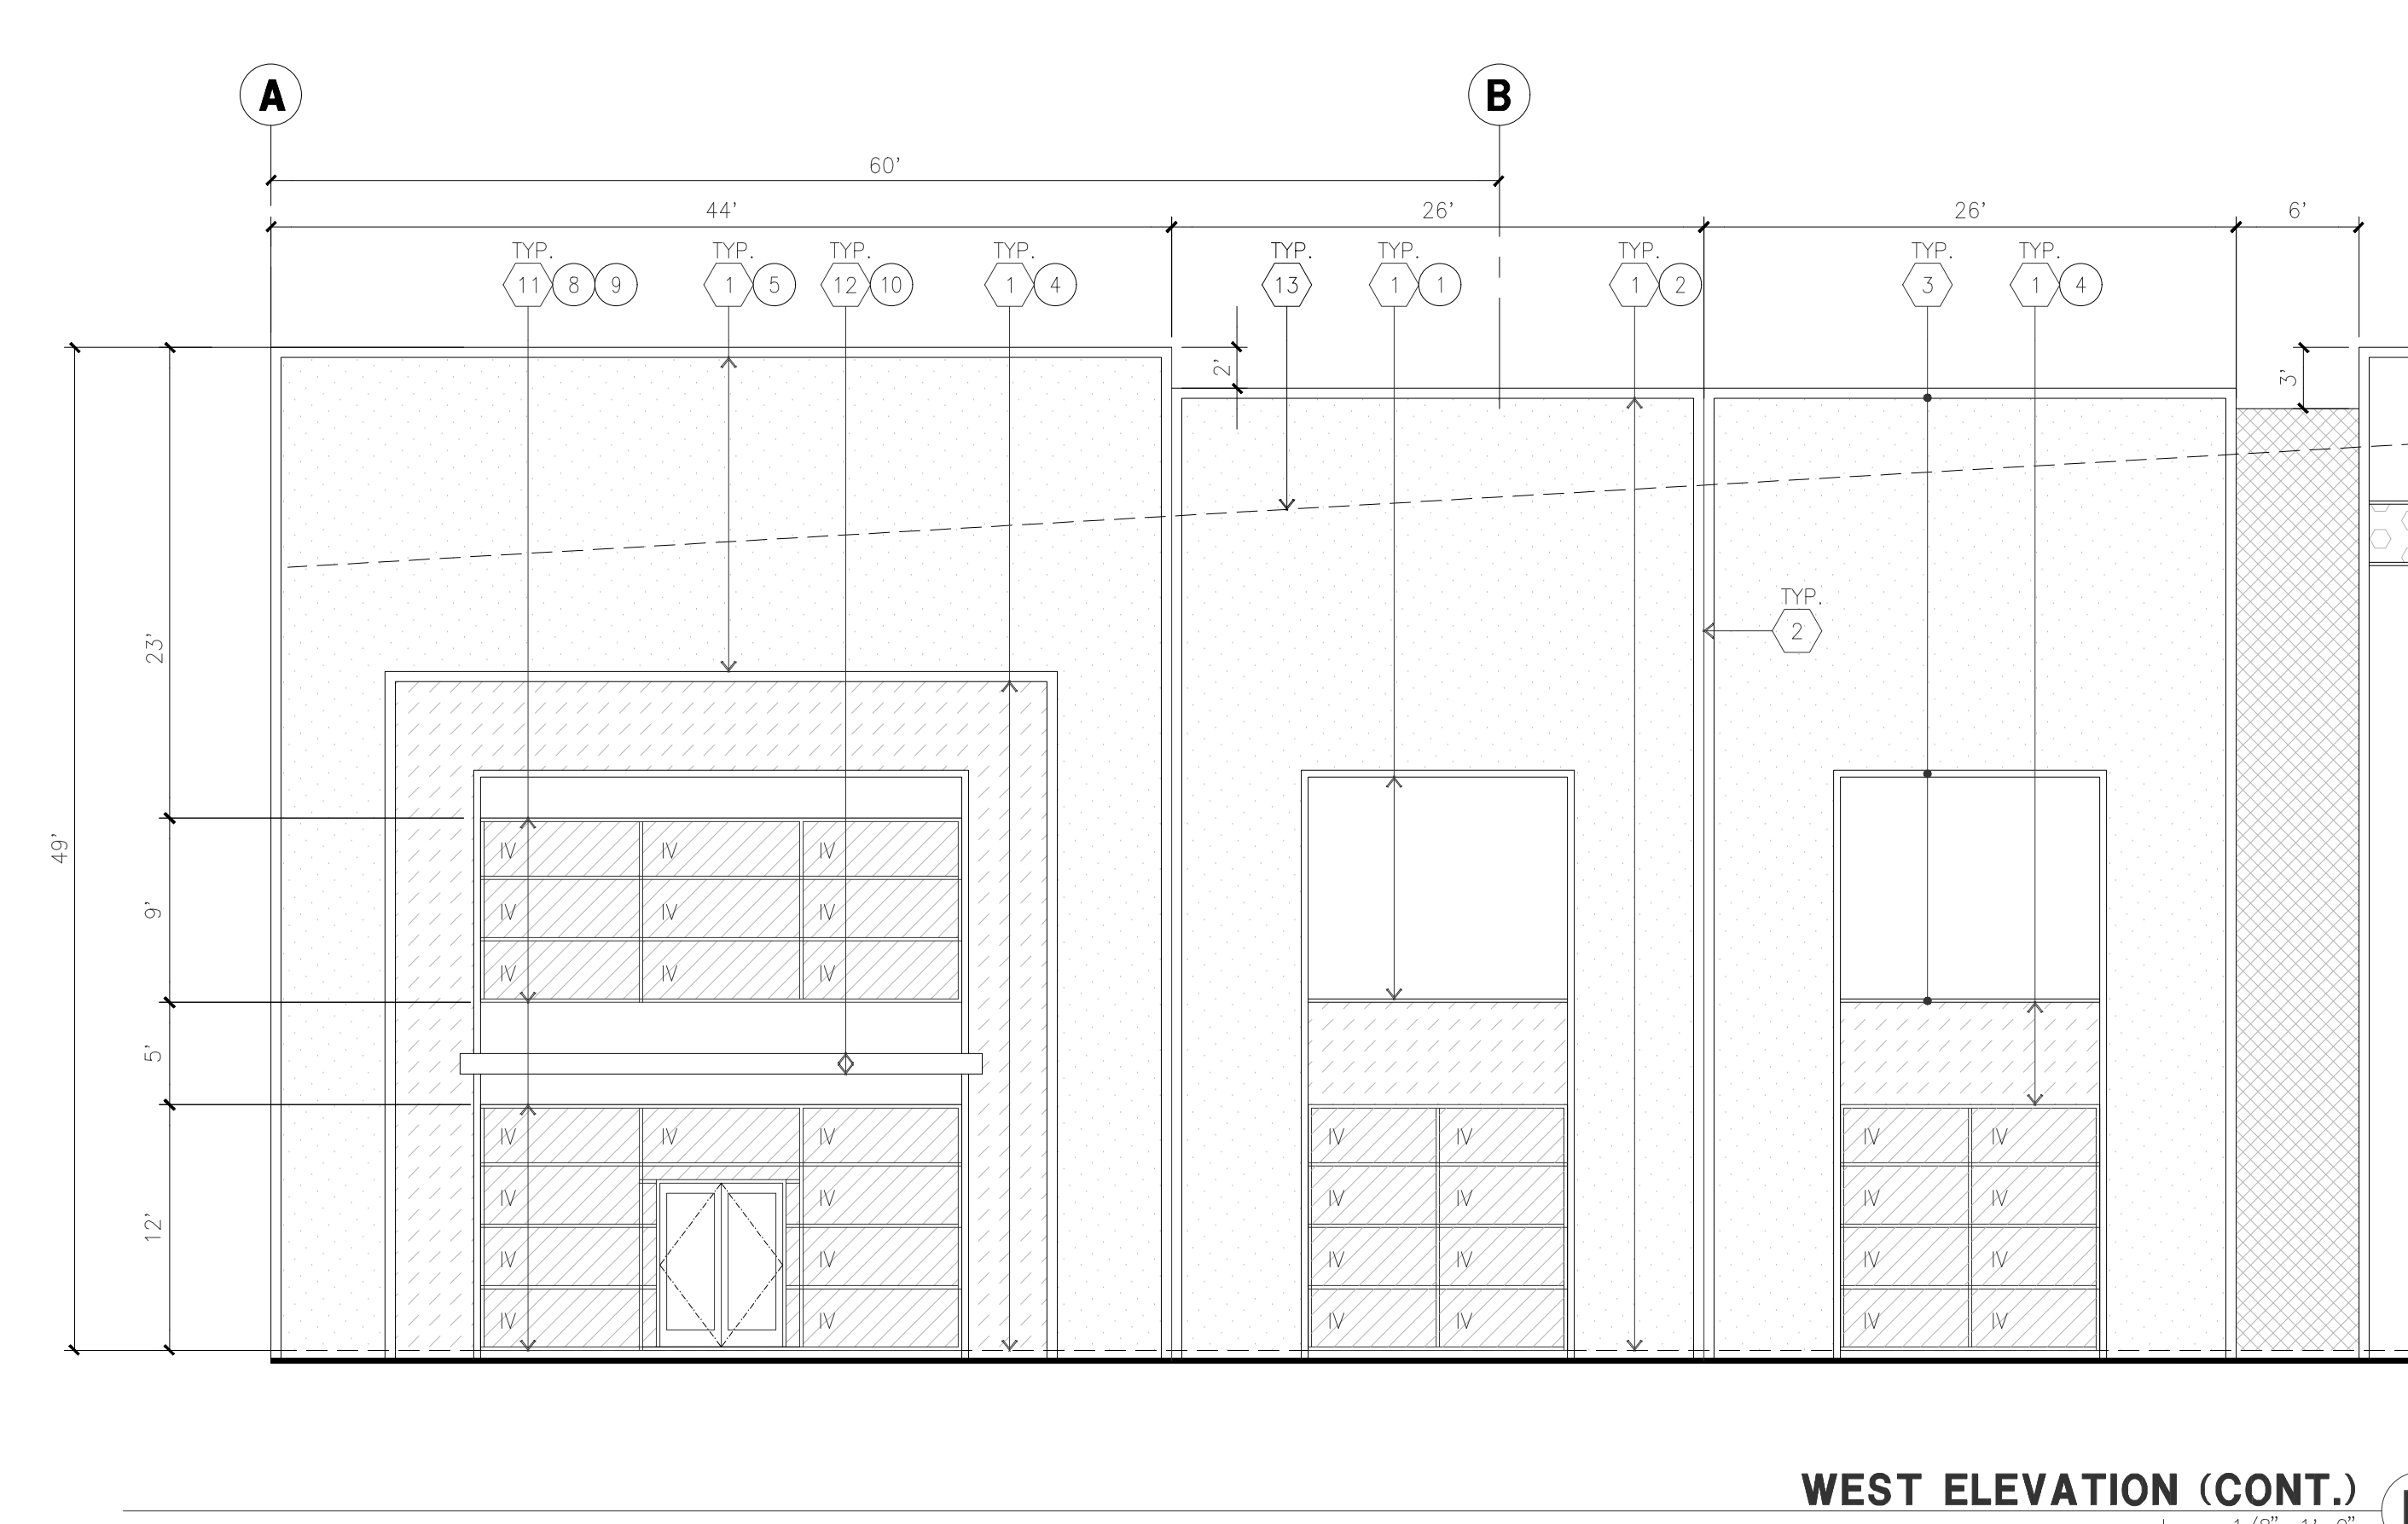 A B
60'
44' 26' 26' 6'
TYP. TYP. TYP. TYP. TYP. TYP. TYP. TYP. TYP.
11 8 9 1 5 12 10 1 4 13 1 1 1 2 3 1 4
2'
3'
TYP.
2
23'
49'
9'
5'
12'
IV IV IV
IV IV IV
IV IV IV
IV IV IV IV IV IV IV
IV IV IV IV IV IV
IV IV IV IV IV IV
IV IV IV IV IV IV
WEST ELEVATION (CONT.)